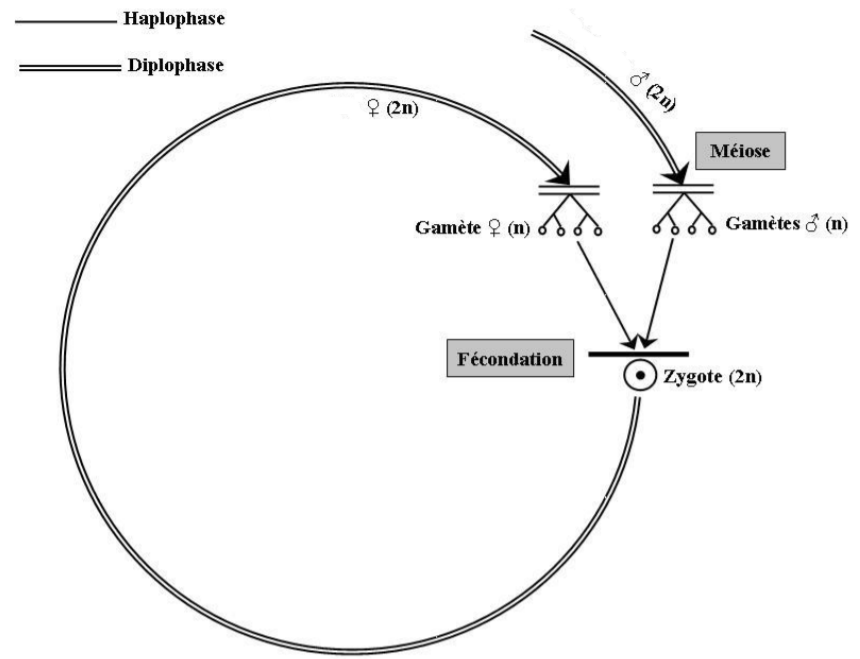 Haplophase
Diplophase
♀ (2n)
♂ (2n)
Méiose
Gamète ♀ (n)
Gamètes ♂ (n)
Fécondation
Zygote (2n)